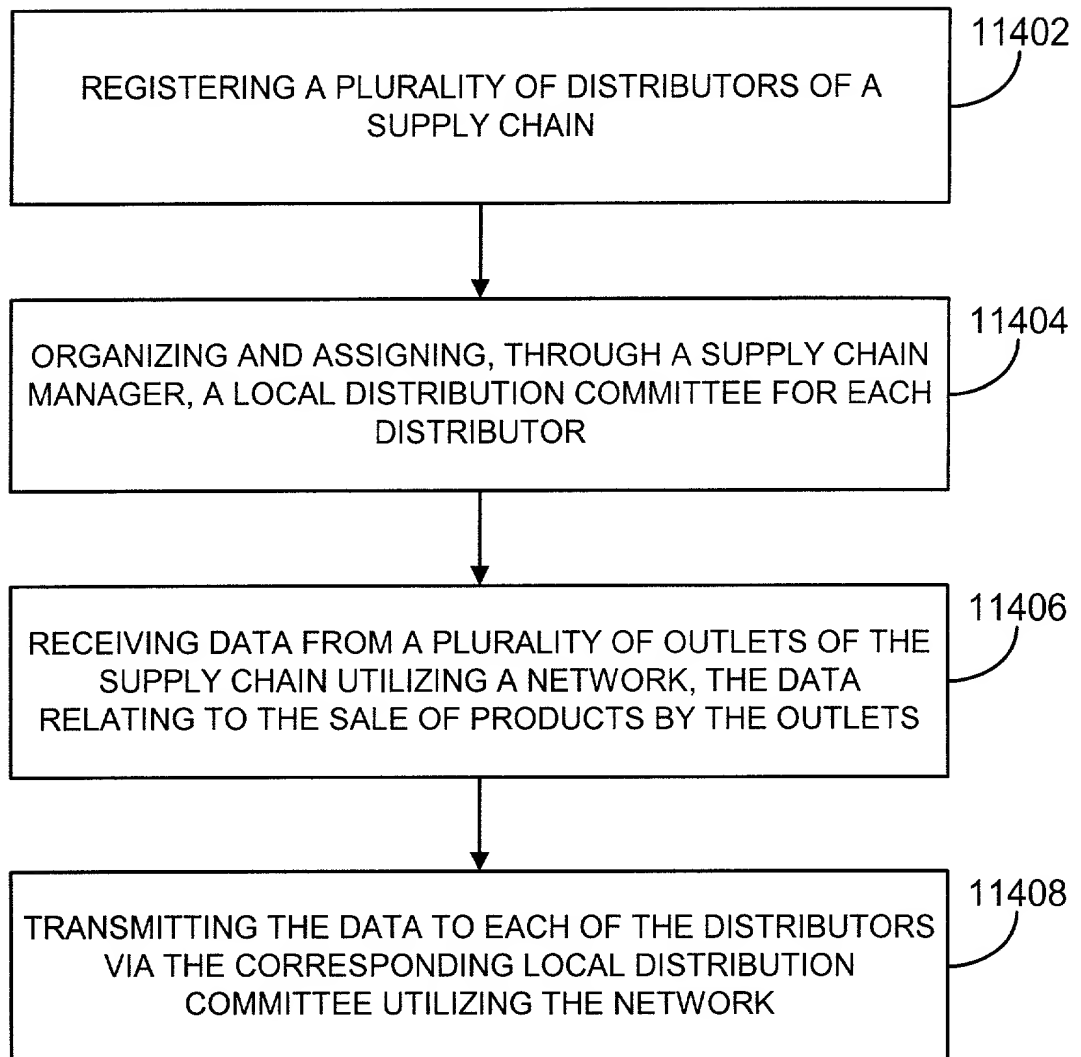 11402
REGISTERING A PLURALITY OF DISTRIBUTORS OF A
SUPPLY CHAIN
11404
ORGANIZING AND ASSIGNING, THROUGH A SUPPLY CHAIN
MANAGER, A LOCAL DISTRIBUTION COMMITTEE FOR EACH
DISTRIBUTOR
11406
RECEIVING DATA FROM A PLURALITY OF OUTLETS OF THE
SUPPLY CHAIN UTILIZING A NETWORK, THE DATA
RELATING TO THE SALE OF PRODUCTS BY THE OUTLETS
11408
TRANSMITTING THE DATA TO EACH OF THE DISTRIBUTORS
VIA THE CORRESPONDING LOCAL DISTRIBUTION
COMMITTEE UTILIZING THE NETWORK